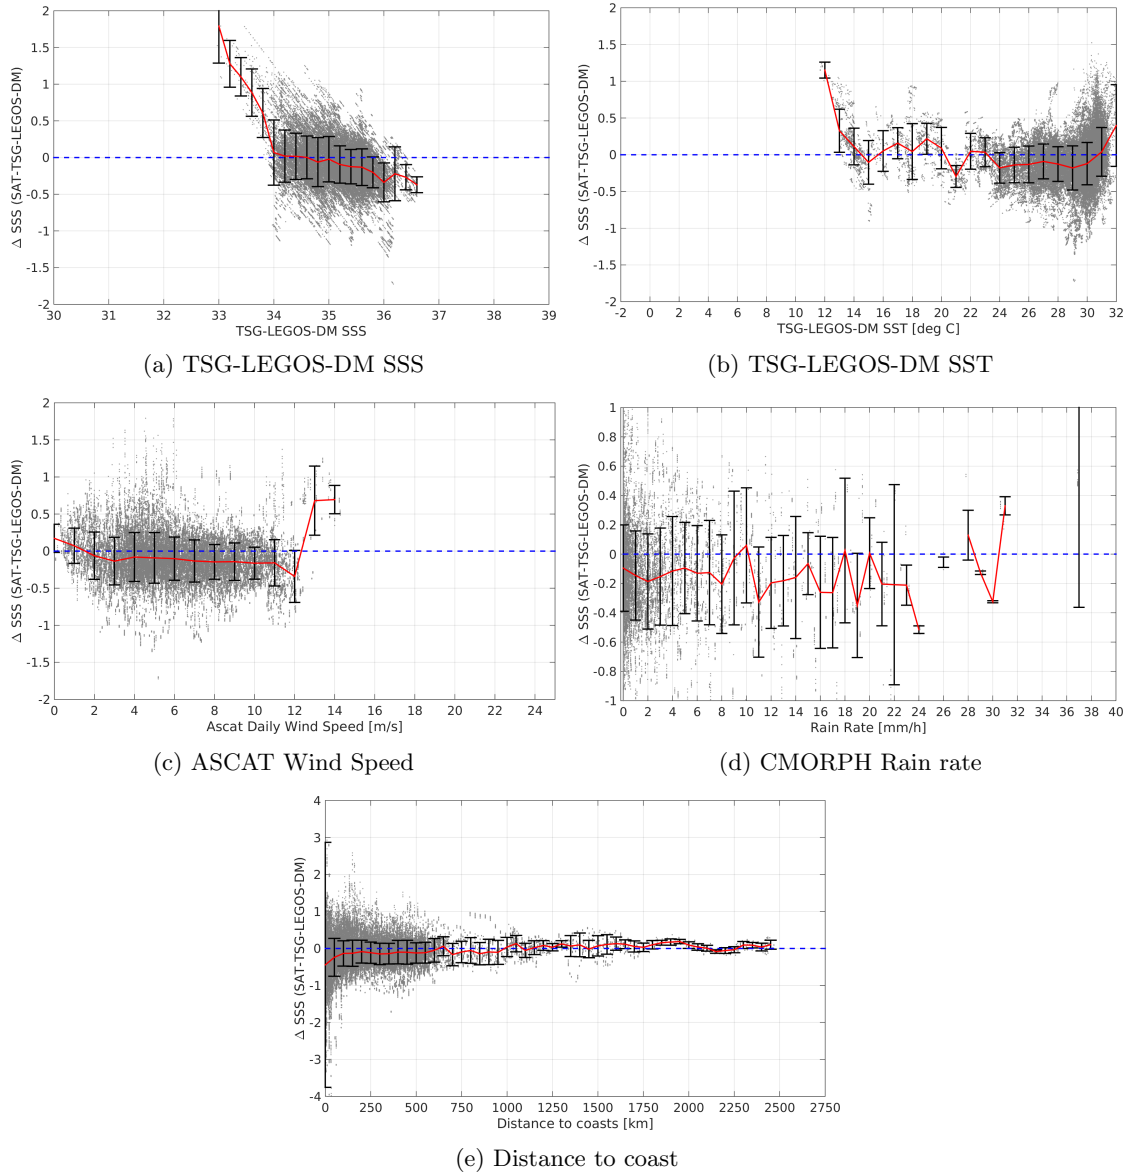 2
1.5
1
0.5
0
-0.5
-1
-1.5
-2
Δ SSS (SAT-TSG-LEGOS-DM)
30 31 32 33 34 35 36 37 38 39
TSG-LEGOS-DM SSS
(a) TSG-LEGOS-DM SSS
2
1.5
1
0.5
0
-0.5
-1
-1.5
-2
Δ SSS (SAT-TSG-LEGOS-DM)
-2 0 2 4 6 8 10 12 14 16 18 20 22 24 26 28 30 32
TSG-LEGOS-DM SST [deg C]
(b) TSG-LEGOS-DM SST
2
1.5
1
0.5
0
-0.5
-1
-1.5
-2
Δ SSS (SAT-TSG-LEGOS-DM)
0 2 4 6 8 10 12 14 16 18 20 22 24
Ascat Daily Wind Speed [m/s]
(c) ASCAT Wind Speed
1
0.8
0.6
0.4
0.2
0
-0.2
-0.4
-0.6
-0.8
-1
Δ SSS (SAT-TSG-LEGOS-DM)
0 2 4 6 8 10 12 14 16 18 20 22 24 26 28 30 32 34 36 38 40
Rain Rate [mm/h]
(d) CMORPH Rain rate
4
3
2
1
0
-1
-2
-3
-4
Δ SSS (SAT-TSG-LEGOS-DM)
0 250 500 750 1000 1250 1500 1750 2000 2250 2500 2750
Distance to coasts [km]
(e) Distance to coast